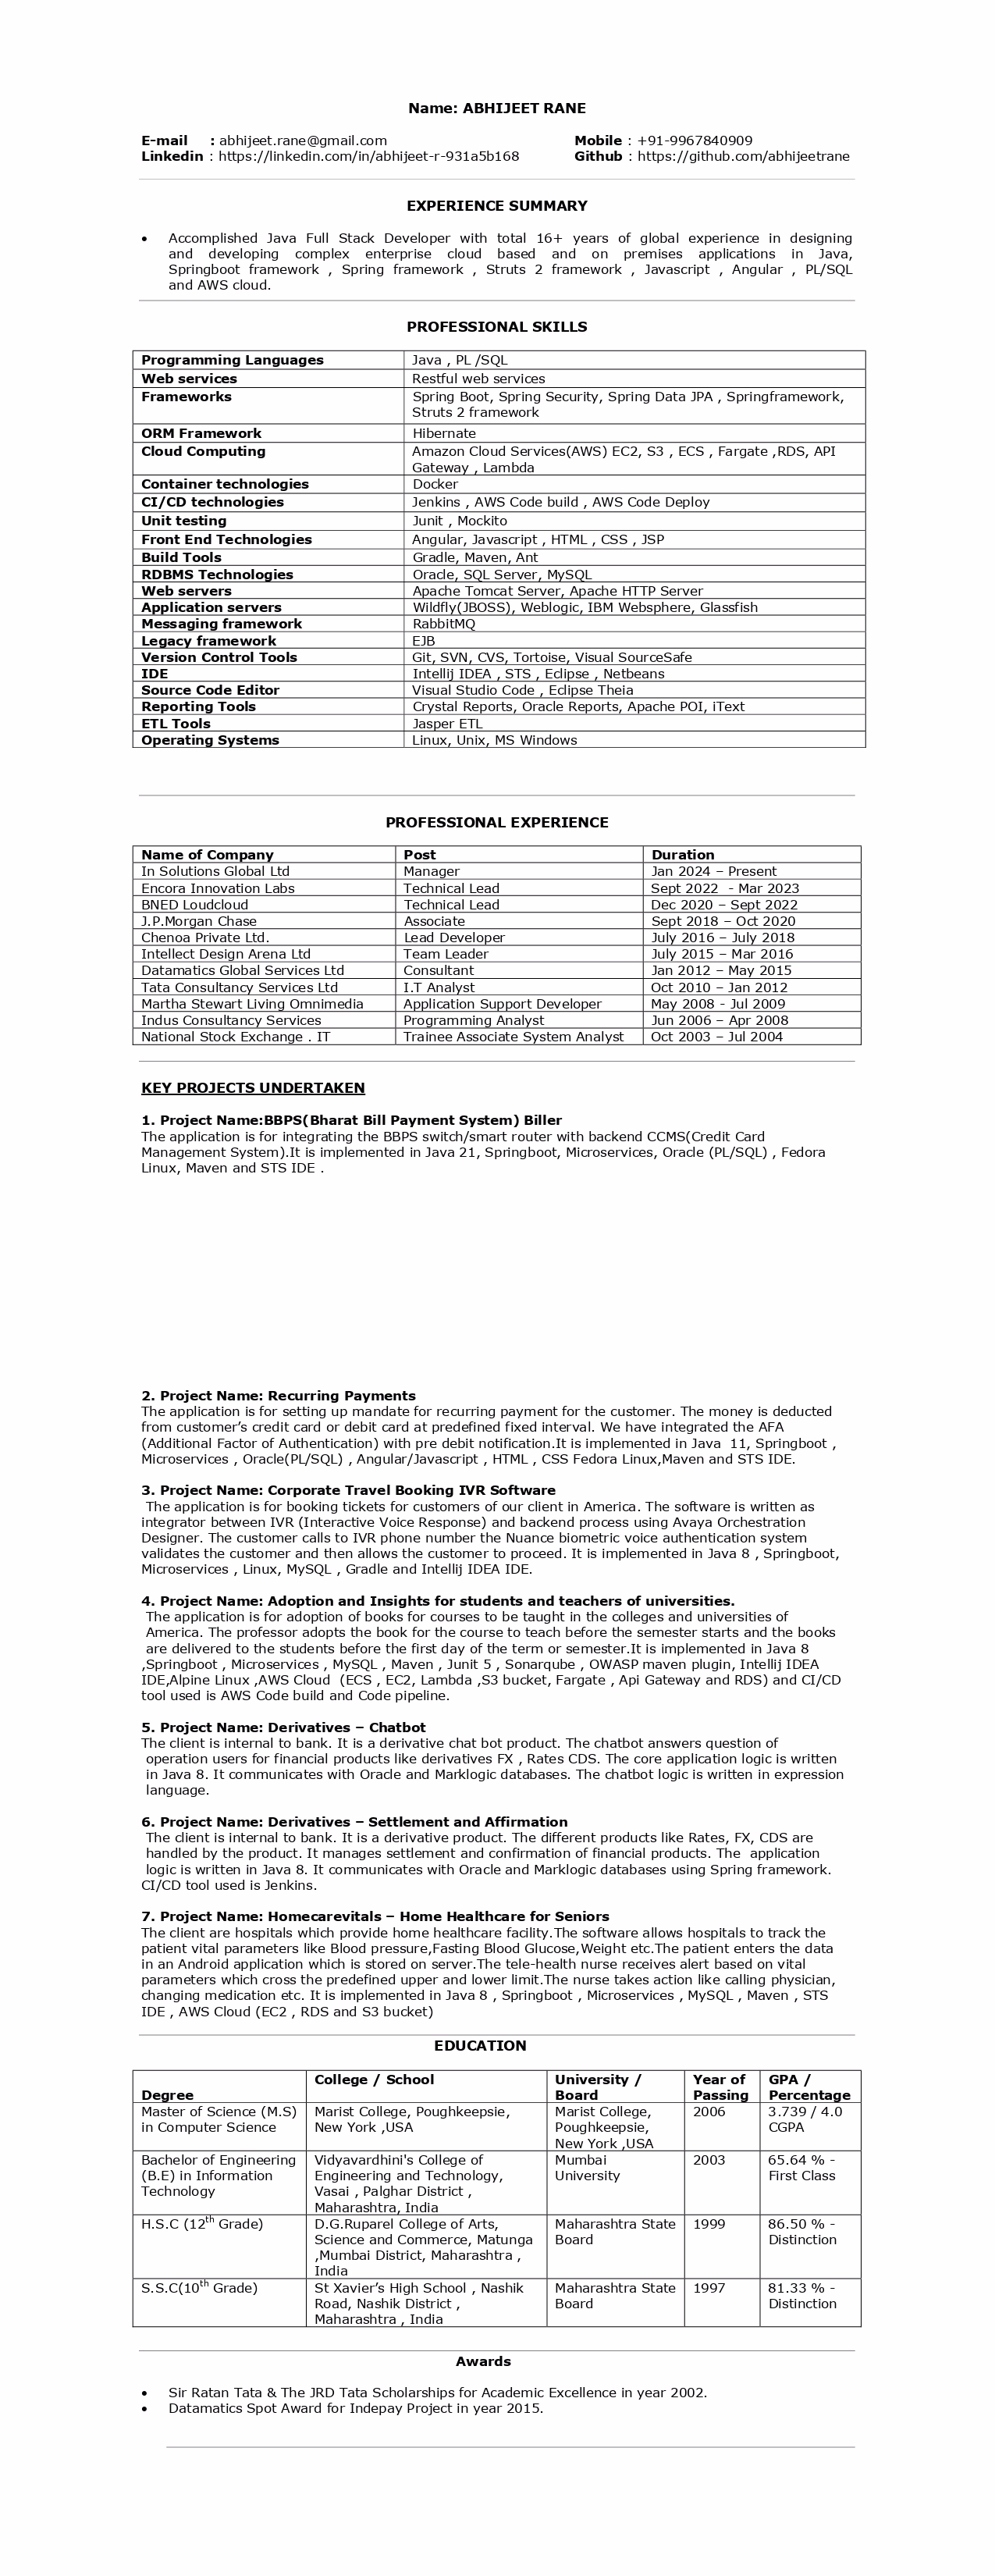 Name: ABHIJEET RANE
E-mail : abhijeet.rane@gmail.com Mobile : +91-9967840909
Linkedin : https://linkedin.com/in/abhijeet-r-931a5b168 Github : https://github.com/abhijeetrane
EXPERIENCE SUMMARY
• Accomplished Java Full Stack Developer with total 16+ years of global experience in designing
and developing complex enterprise cloud based and on premises applications in Java,
Springboot framework , Spring framework , Struts 2 framework , Javascript , Angular , PL/SQL
and AWS cloud.
PROFESSIONAL SKILLS
Programming Languages Java , PL /SQL
Web services Restful web services
Frameworks Spring Boot, Spring Security, Spring Data JPA , Springframework,
Struts 2 framework
ORM Framework Hibernate
Cloud Computing Amazon Cloud Services(AWS) EC2, S3 , ECS , Fargate ,RDS, API
Gateway , Lambda
Container technologies Docker
CI/CD technologies Jenkins , AWS Code build , AWS Code Deploy
Unit testing Junit , Mockito
Front End Technologies Angular, Javascript , HTML , CSS , JSP
Build Tools Gradle, Maven, Ant
RDBMS Technologies Oracle, SQL Server, MySQL
Web servers Apache Tomcat Server, Apache HTTP Server
Application servers Wildfly(JBOSS), Weblogic, IBM Websphere, Glassfish
Messaging framework RabbitMQ
Legacy framework EJB
Version Control Tools Git, SVN, CVS, Tortoise, Visual SourceSafe
IDE Intellij IDEA , STS , Eclipse , Netbeans
Source Code Editor Visual Studio Code , Eclipse Theia
Reporting Tools Crystal Reports, Oracle Reports, Apache POI, iText
ETL Tools Jasper ETL
Operating Systems Linux, Unix, MS Windows
PROFESSIONAL EXPERIENCE
Name of Company Post Duration
In Solutions Global Ltd Manager Jan 2024 – Present
Encora Innovation Labs Technical Lead Sept 2022 - Mar 2023
BNED Loudcloud Technical Lead Dec 2020 – Sept 2022
J.P.Morgan Chase Associate Sept 2018 – Oct 2020
Chenoa Private Ltd. Lead Developer July 2016 – July 2018
Intellect Design Arena Ltd Team Leader July 2015 – Mar 2016
Datamatics Global Services Ltd Consultant Jan 2012 – May 2015
Tata Consultancy Services Ltd I.T Analyst Oct 2010 – Jan 2012
Martha Stewart Living Omnimedia Application Support Developer May 2008 - Jul 2009
Indus Consultancy Services Programming Analyst Jun 2006 – Apr 2008
National Stock Exchange . IT Trainee Associate System Analyst Oct 2003 – Jul 2004
KEY PROJECTS UNDERTAKEN
1. Project Name:BBPS(Bharat Bill Payment System) Biller
The application is for integrating the BBPS switch/smart router with backend CCMS(Credit Card
Management System).It is implemented in Java 21, Springboot, Microservices, Oracle (PL/SQL) , Fedora
Linux, Maven and STS IDE .
2. Project Name: Recurring Payments
The application is for setting up mandate for recurring payment for the customer. The money is deducted
from customer’s credit card or debit card at predefined fixed interval. We have integrated the AFA
(Additional Factor of Authentication) with pre debit notification.It is implemented in Java 11, Springboot ,
Microservices , Oracle(PL/SQL) , Angular/Javascript , HTML , CSS Fedora Linux,Maven and STS IDE.
3. Project Name: Corporate Travel Booking IVR Software
The application is for booking tickets for customers of our client in America. The software is written as
integrator between IVR (Interactive Voice Response) and backend process using Avaya Orchestration
Designer. The customer calls to IVR phone number the Nuance biometric voice authentication system
validates the customer and then allows the customer to proceed. It is implemented in Java 8 , Springboot,
Microservices , Linux, MySQL , Gradle and Intellij IDEA IDE.
4. Project Name: Adoption and Insights for students and teachers of universities.
The application is for adoption of books for courses to be taught in the colleges and universities of
America. The professor adopts the book for the course to teach before the semester starts and the books
are delivered to the students before the first day of the term or semester.It is implemented in Java 8
,Springboot , Microservices , MySQL , Maven , Junit 5 , Sonarqube , OWASP maven plugin, Intellij IDEA
IDE,Alpine Linux ,AWS Cloud (ECS , EC2, Lambda ,S3 bucket, Fargate , Api Gateway and RDS) and CI/CD
tool used is AWS Code build and Code pipeline.
5. Project Name: Derivatives – Chatbot
The client is internal to bank. It is a derivative chat bot product. The chatbot answers question of
operation users for financial products like derivatives FX , Rates CDS. The core application logic is written
in Java 8. It communicates with Oracle and Marklogic databases. The chatbot logic is written in expression
language.
6. Project Name: Derivatives – Settlement and Affirmation
The client is internal to bank. It is a derivative product. The different products like Rates, FX, CDS are
handled by the product. It manages settlement and confirmation of financial products. The application
logic is written in Java 8. It communicates with Oracle and Marklogic databases using Spring framework.
CI/CD tool used is Jenkins.
7. Project Name: Homecarevitals – Home Healthcare for Seniors
The client are hospitals which provide home healthcare facility.The software allows hospitals to track the
patient vital parameters like Blood pressure,Fasting Blood Glucose,Weight etc.The patient enters the data
in an Android application which is stored on server.The tele-health nurse receives alert based on vital
parameters which cross the predefined upper and lower limit.The nurse takes action like calling physician,
changing medication etc. It is implemented in Java 8 , Springboot , Microservices , MySQL , Maven , STS
IDE , AWS Cloud (EC2 , RDS and S3 bucket)
EDUCATION
College / School University / Year of GPA /
Degree Board Passing Percentage
Master of Science (M.S) Marist College, Poughkeepsie, Marist College, 2006 3.739 / 4.0
in Computer Science New York ,USA Poughkeepsie, CGPA
New York ,USA
Bachelor of Engineering Vidyavardhini's College of Mumbai 2003 65.64 % -
(B.E) in Information Engineering and Technology, University First Class
Technology Vasai , Palghar District ,
Maharashtra, India
H.S.C (12th Grade) D.G.Ruparel College of Arts, Maharashtra State 1999 86.50 % -
Science and Commerce, Matunga Board Distinction
,Mumbai District, Maharashtra ,
India
S.S.C(10th Grade) St Xavier’s High School , Nashik Maharashtra State 1997 81.33 % -
Road, Nashik District , Board Distinction
Maharashtra , India
Awards
• Sir Ratan Tata & The JRD Tata Scholarships for Academic Excellence in year 2002.
• Datamatics Spot Award for Indepay Project in year 2015.